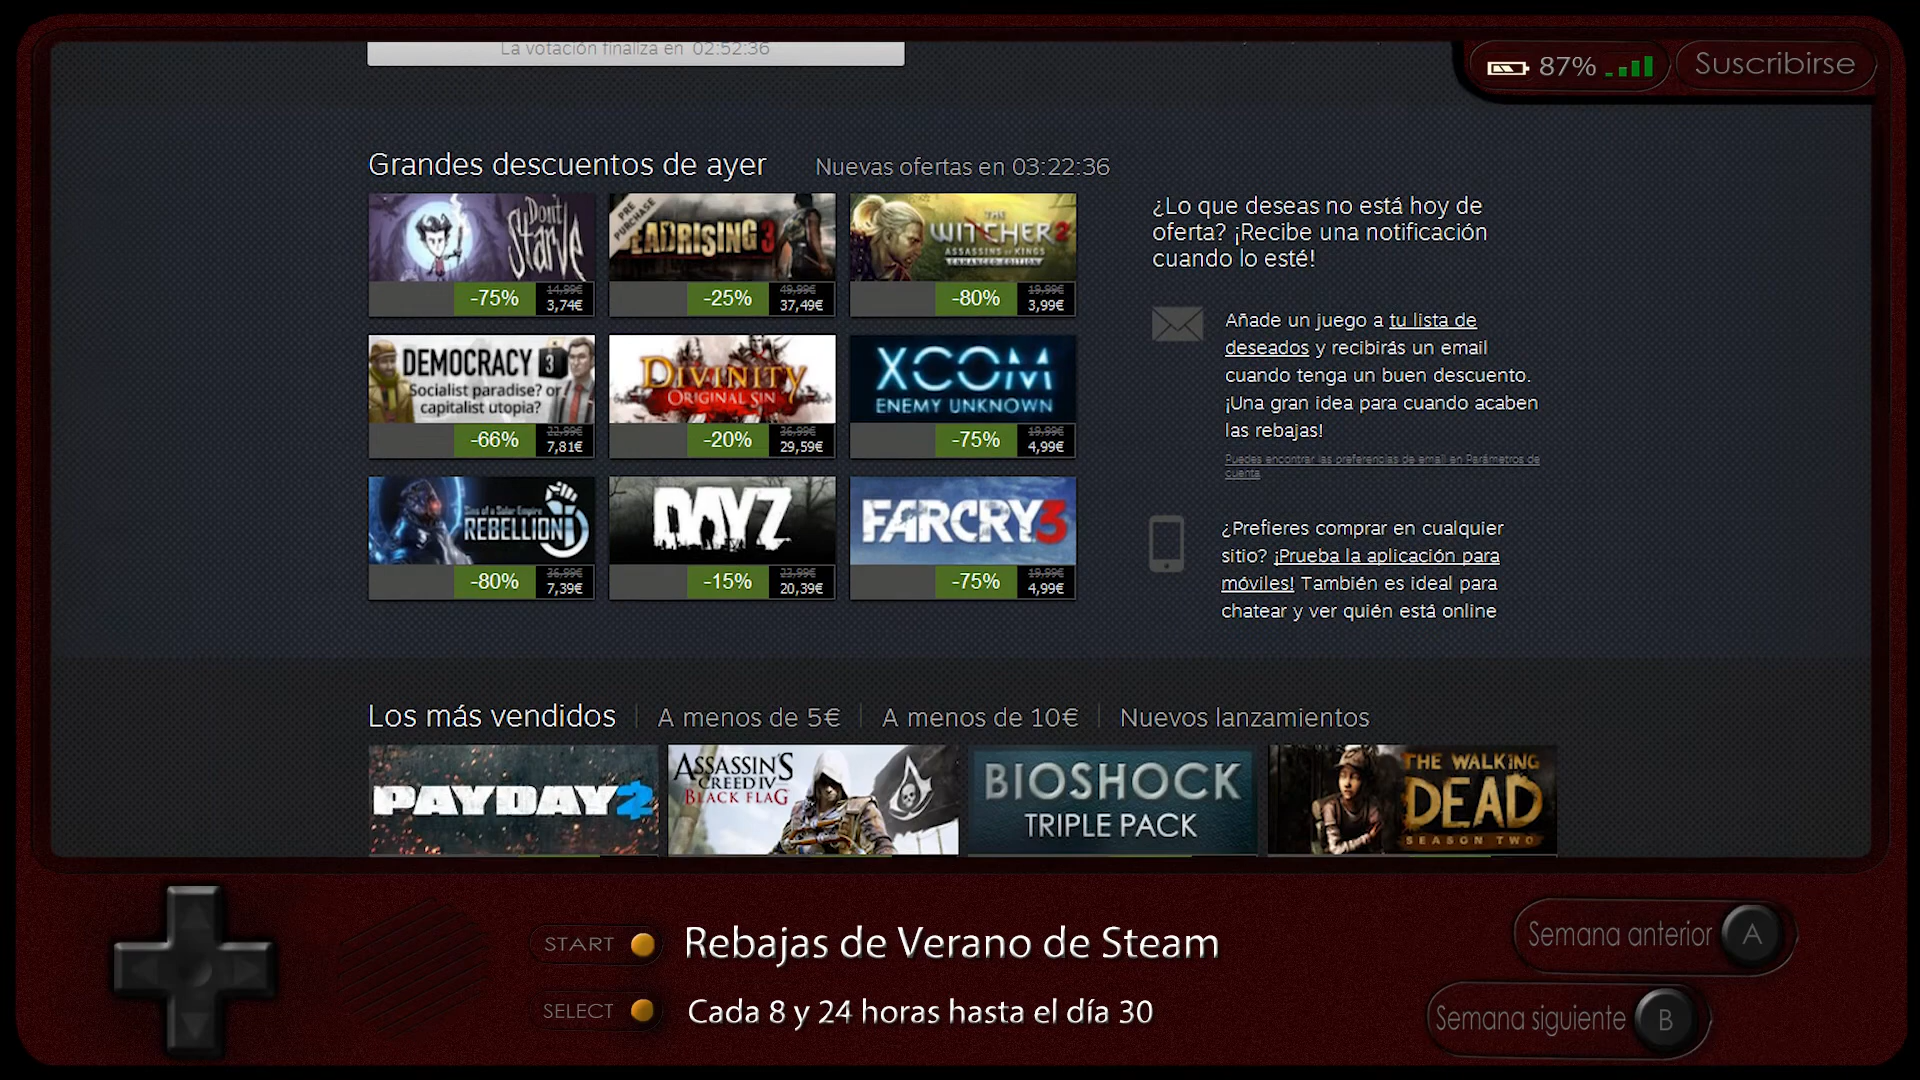 La votación finaliza en 02:52:36
87%
Suscribirse
Grandes descuentos de ayer
Nuevas ofertas en 03:22:36
Don't Starve
PRE PURCHASE
DEADRISING 3
THE WITCHER 2
ASSASSINS OF KINGS
ENHANCED EDITION
-75% 14,99€ 3,74€
-25% 49,99€ 37,49€
-80% 19,99€ 3,99€
DEMOCRACY 3
Socialist paradise? or
capitalist utopia?
DIVINITY
ORIGINAL SIN
XCOM
ENEMY UNKNOWN
-66% 22,99€ 7,81€
-20% 36,99€ 29,59€
-75% 19,99€ 4,99€
Sins of a Solar Empire
REBELLION
DAYZ
FARCRY3
-80% 36,99€ 7,39€
-15% 23,99€ 20,39€
-75% 19,99€ 4,99€
¿Lo que deseas no está hoy de
oferta? ¡Recibe una notificación
cuando lo esté!
Añade un juego a tu lista de
deseados y recibirás un email
cuando tenga un buen descuento.
¡Una gran idea para cuando acaben
las rebajas!
Puedes encontrar las preferencias de email en Parámetros de
cuenta
¿Prefieres comprar en cualquier
sitio? ¡Prueba la aplicación para
móviles! También es ideal para
chatear y ver quién está online
Los más vendidos
A menos de 5€
A menos de 10€
Nuevos lanzamientos
PAYDAY 2
ASSASSIN'S
CREED IV
BLACK FLAG
BIOSHOCK
TRIPLE PACK
THE WALKING
DEAD
SEASON TWO
START
Rebajas de Verano de Steam
SELECT
Cada 8 y 24 horas hasta el día 30
Semana anterior A
Semana siguiente B